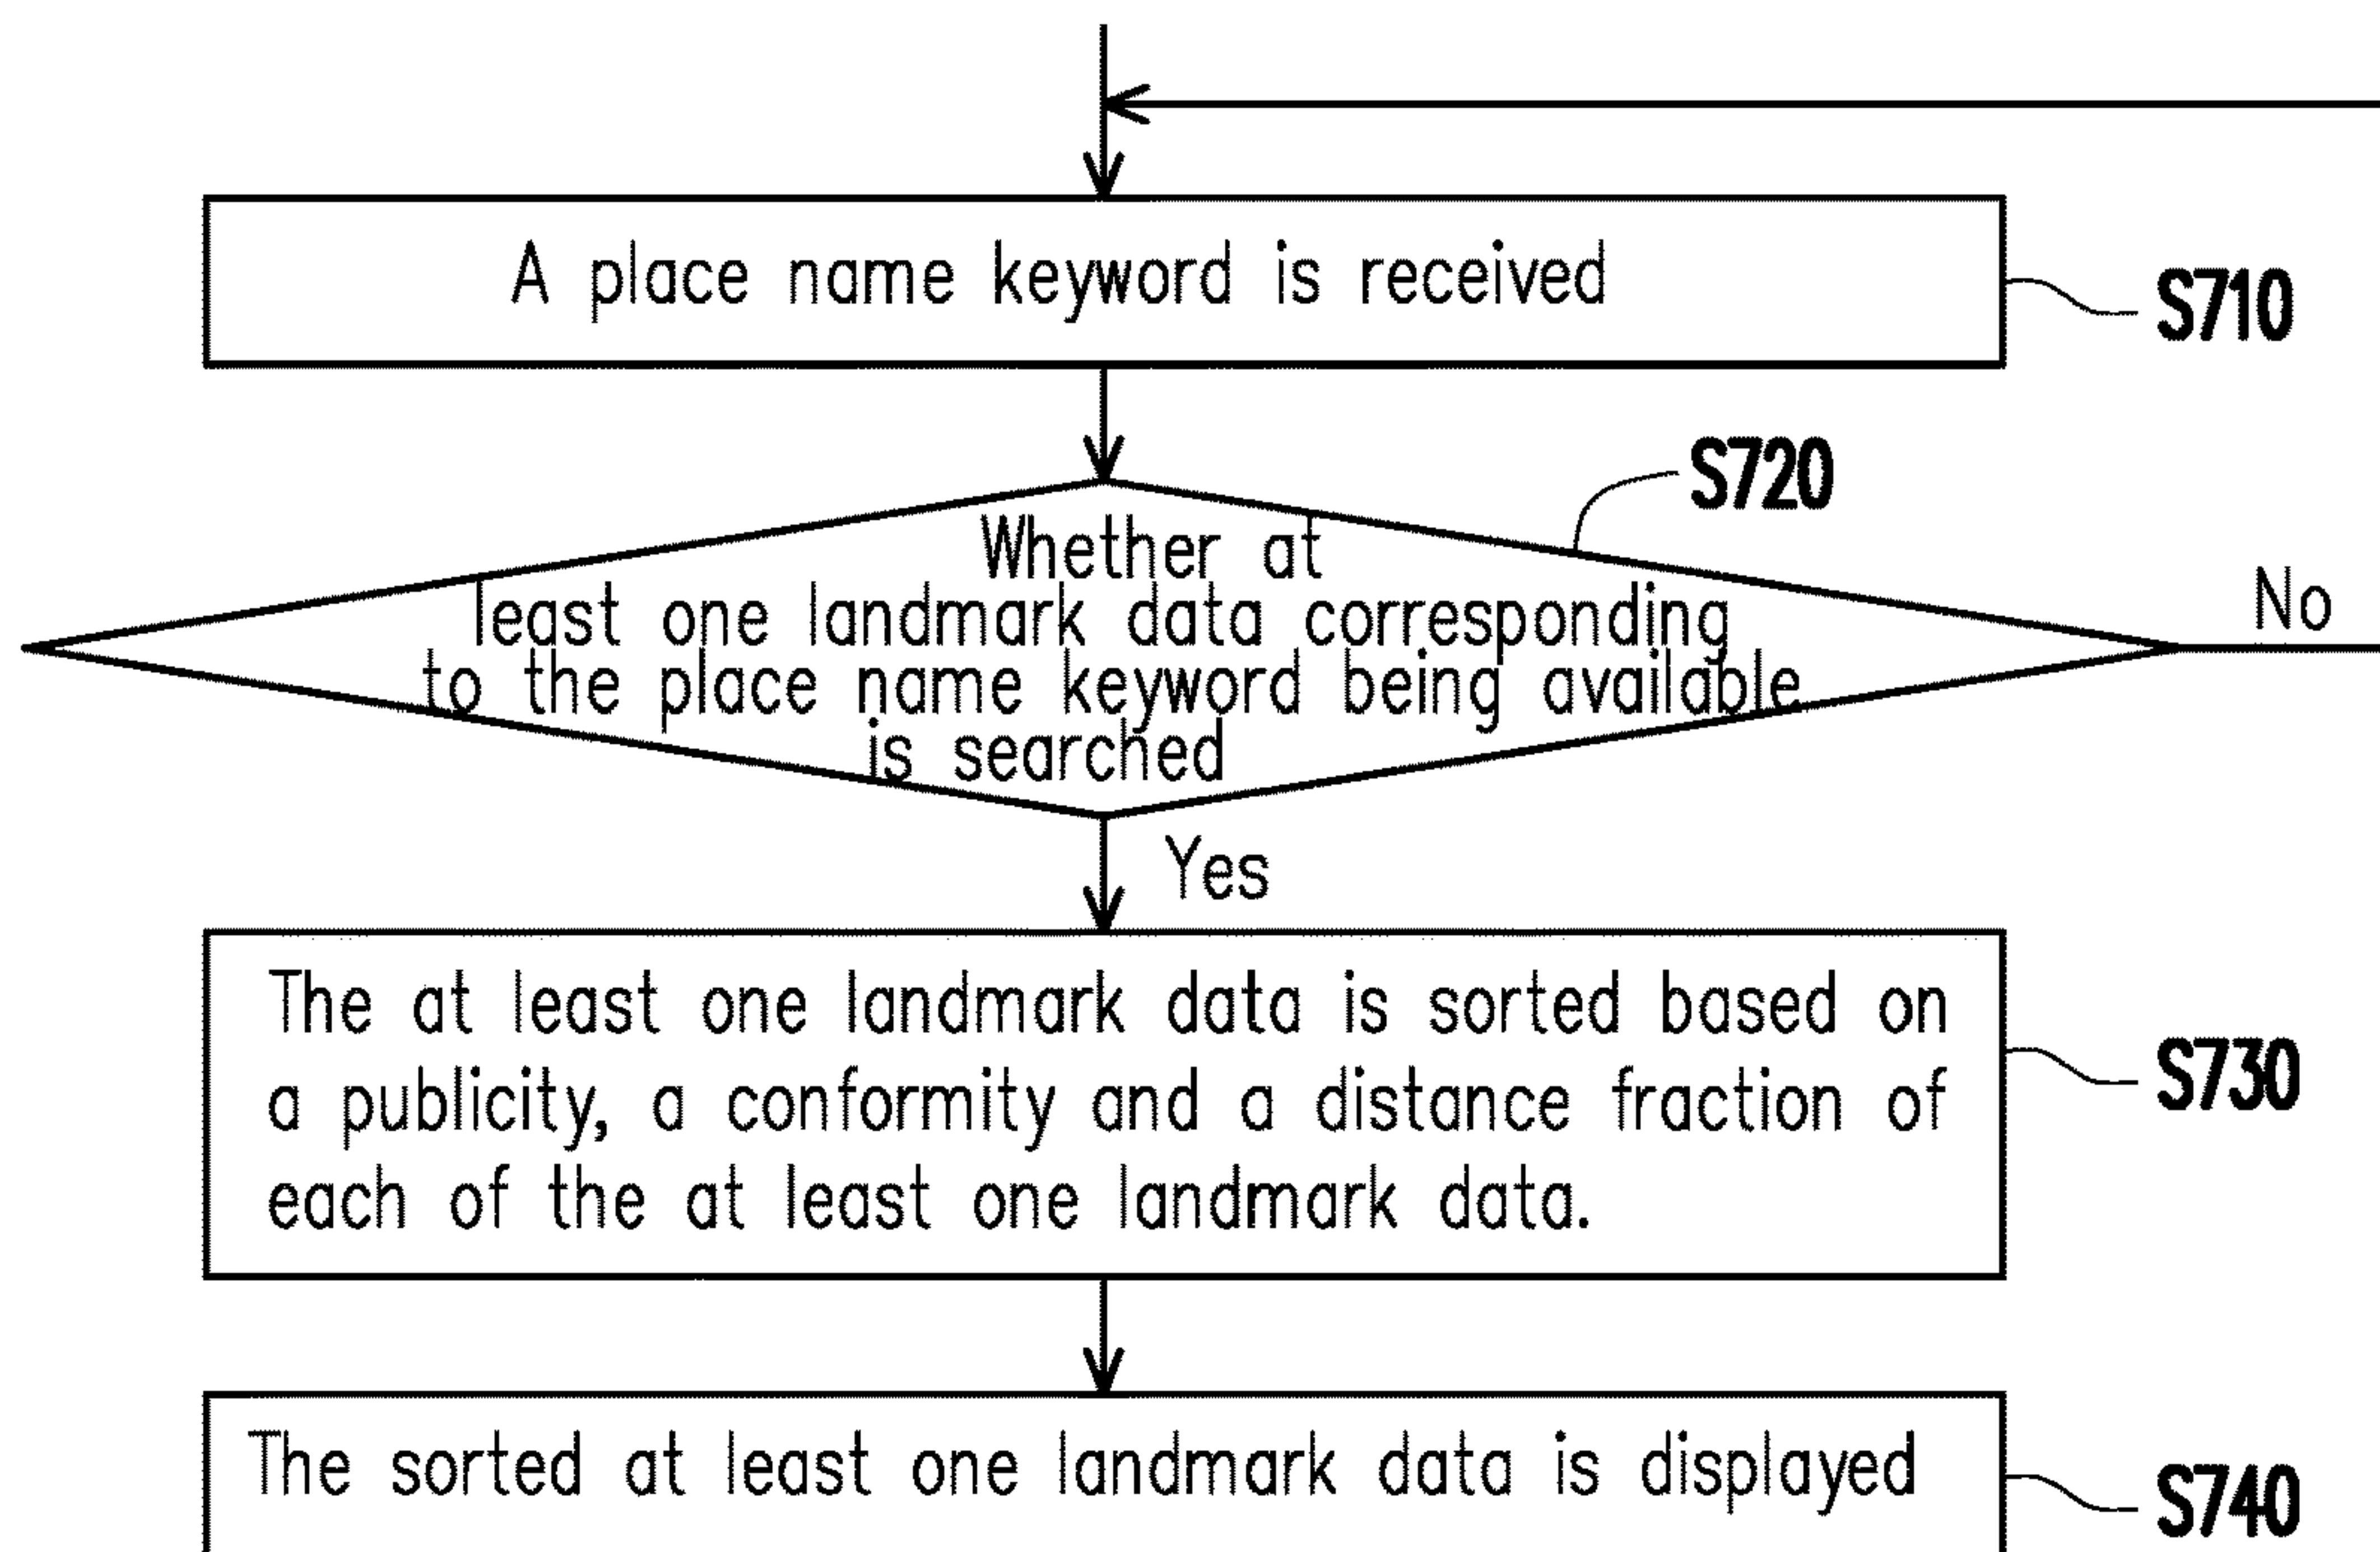 A place name keyword is received
S710
S720
Whether at
least one landmark data corresponding
to the place name keyword being available
is searched
No
Yes
The at least one landmark data is sorted based on
a publicity, a conformity and a distance fraction of
each of the at least one landmark data.
S730
The sorted at least one landmark data is displayed
S740